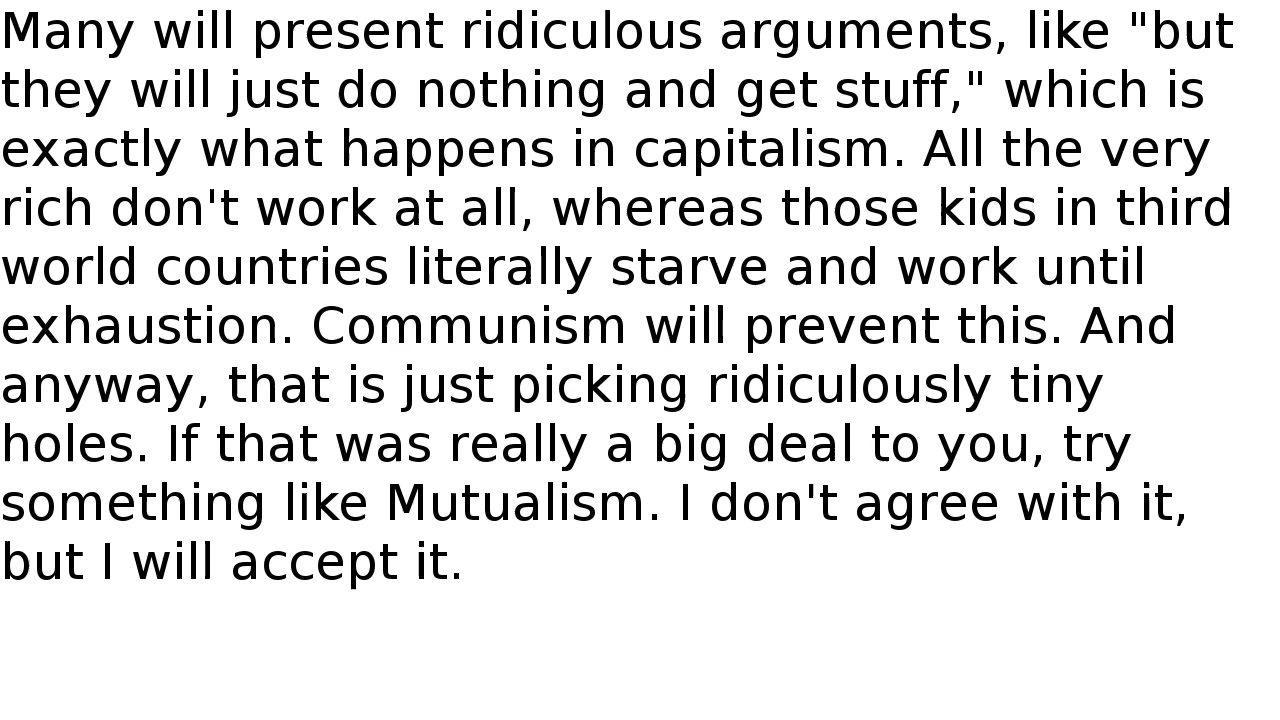 Many will present ridiculous arguments, like "but
they will just do nothing and get stuff," which is
exactly what happens in capitalism. All the very
rich don't work at all, whereas those kids in third
world countries literally starve and work until
exhaustion. Communism will prevent this. And
anyway, that is just picking ridiculously tiny
holes. If that was really a big deal to you, try
something like Mutualism. I don't agree with it,
but I will accept it.